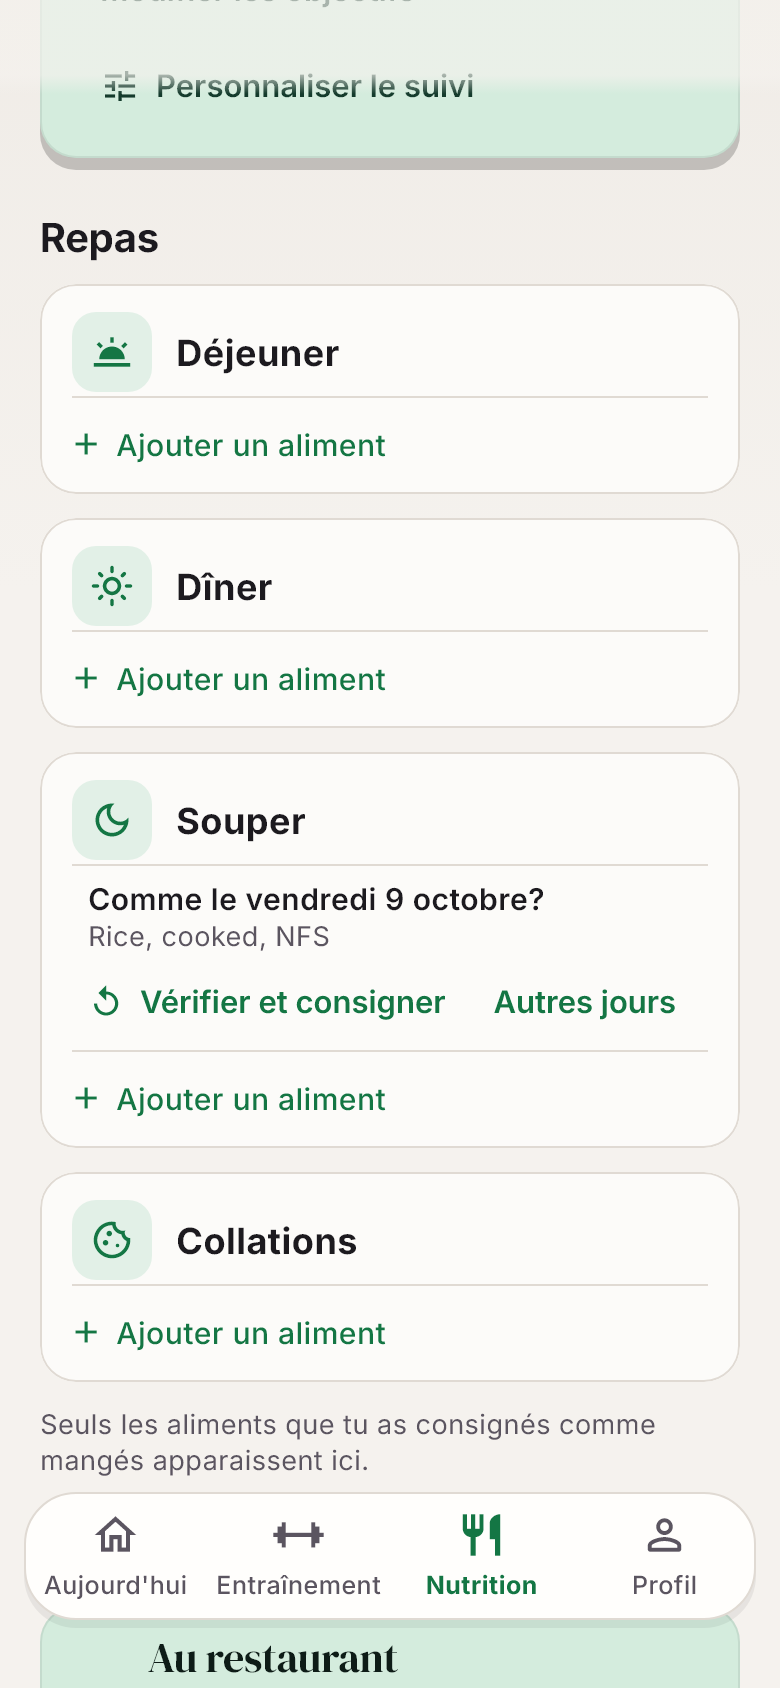 Personnaliser le suivi
Repas
Déjeuner
+ Ajouter un aliment
Dîner
+ Ajouter un aliment
Souper
Comme le vendredi 9 octobre?
Rice, cooked, NFS
Vérifier et consigner Autres jours
+ Ajouter un aliment
Collations
+ Ajouter un aliment
Seuls les aliments que tu as consignés comme
mangés apparaissent ici.
Aujourd'hui Entraînement Nutrition Profil
Au restaurant